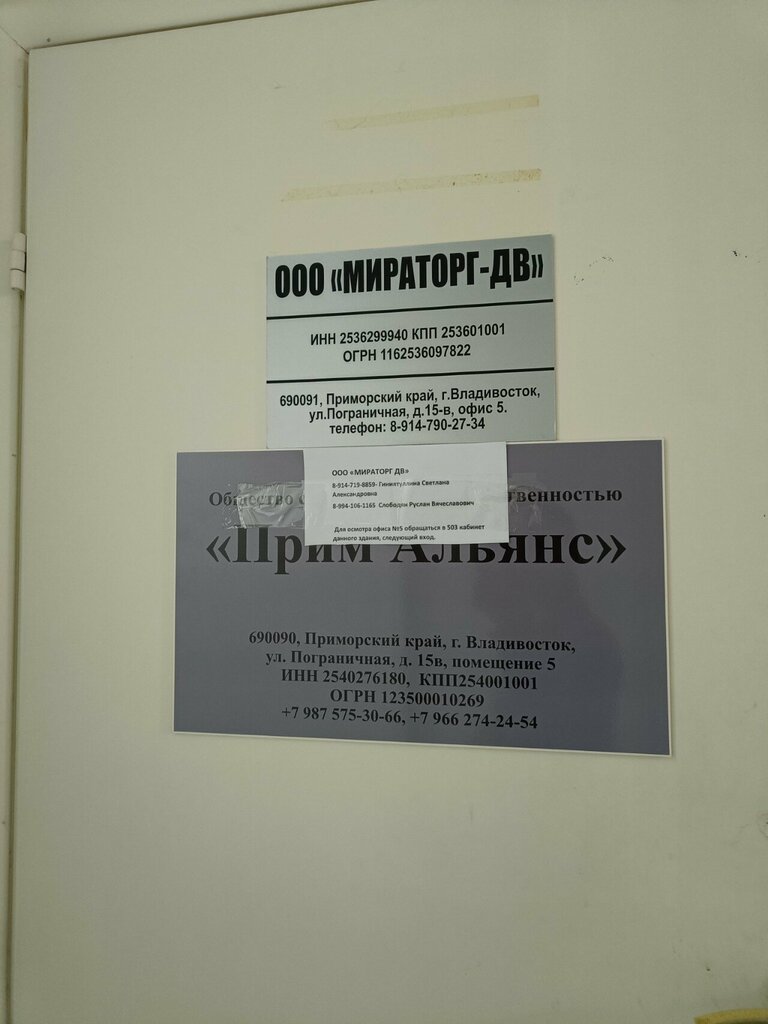 ООО «МИРАТОРГ-ДВ»
ИНН 2536299940 КПП 253601001
ОГРН 1162536097822
690091, Приморский край, г.Владивосток,
ул.Пограничная, д.15-в, офис 5.
телефон: 8-914-790-27-34
ООО «МИРАТОРГ ДВ»
8-914-719-8859- Гиниятуллина Светлана
Александровна
8-994-106-1165 Слободян Руслан Вячеславович
Для осмотра офиса №5 обращаться в 503 кабинет
данного здания, следующий вход.
Общество с твенностью
«Прим Альянс»
690090, Приморский край, г. Владивосток,
ул. Пограничная, д. 15в, помещение 5
ИНН 2540276180, КПП254001001
ОГРН 123500010269
+7 987 575-30-66, +7 966 274-24-54